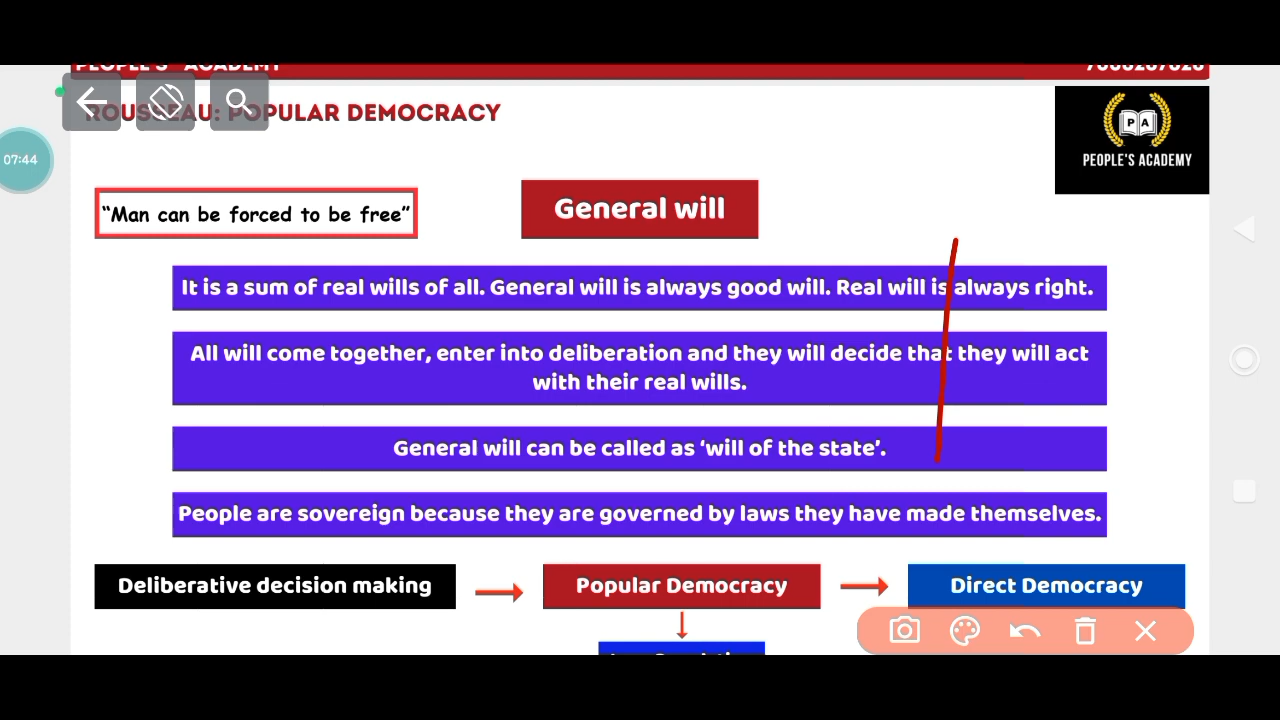 PEOPLE'S ACADEMY
ROUSSEAU: POPULAR DEMOCRACY
P A
PEOPLE'S ACADEMY
07:44
"Man can be forced to be free"
General will
It is a sum of real wills of all. General will is always good will. Real will is always right.
All will come together, enter into deliberation and they will decide that they will act
with their real wills.
General will can be called as ‘will of the state’.
People are sovereign because they are governed by laws they have made themselves.
Deliberative decision making
Popular Democracy
Direct Democracy